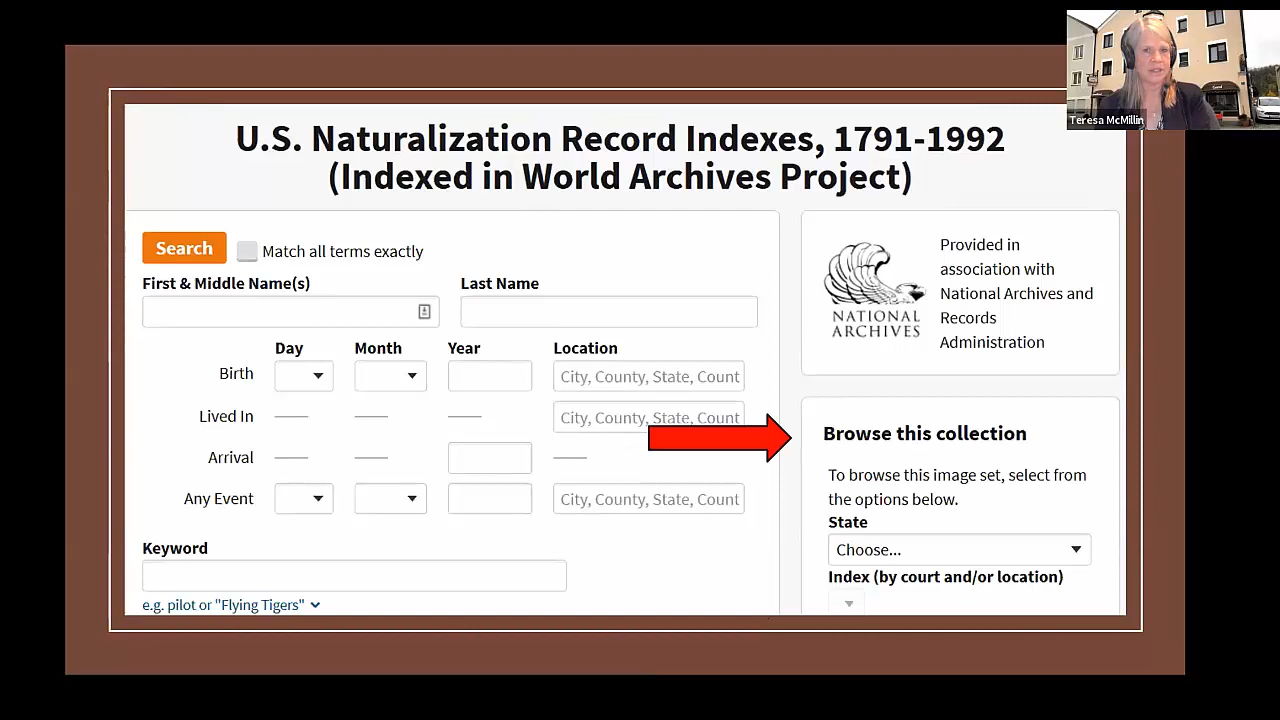 Teresa McMillin
U.S. Naturalization Record Indexes, 1791-1992
(Indexed in World Archives Project)
Search
Match all terms exactly
First & Middle Name(s)
Last Name
Day
Month
Year
Location
Birth
City, County, State, Count
Lived In
City, County, State, Count
Arrival
Any Event
City, County, State, Count
Keyword
e.g. pilot or "Flying Tigers"
NATIONAL
ARCHIVES
Provided in
association with
National Archives and
Records
Administration
Browse this collection
To browse this image set, select from
the options below.
State
Choose...
Index (by court and/or location)